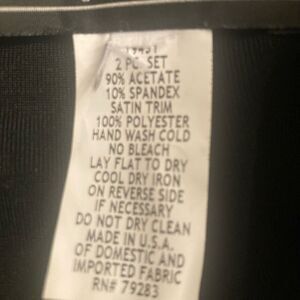 2 PC SET
90% ACETATE
10% SPANDEX
SATIN TRIM
100% POLYESTER
HAND WASH COLD
NO BLEACH
LAY FLAT TO DRY
COOL DRY IRON
ON REVERSE SIDE
IF NECESSARY
DO NOT DRY CLEAN
MADE IN U.S.A.
OF DOMESTIC AND
IMPORTED FABRIC
RN# 79283